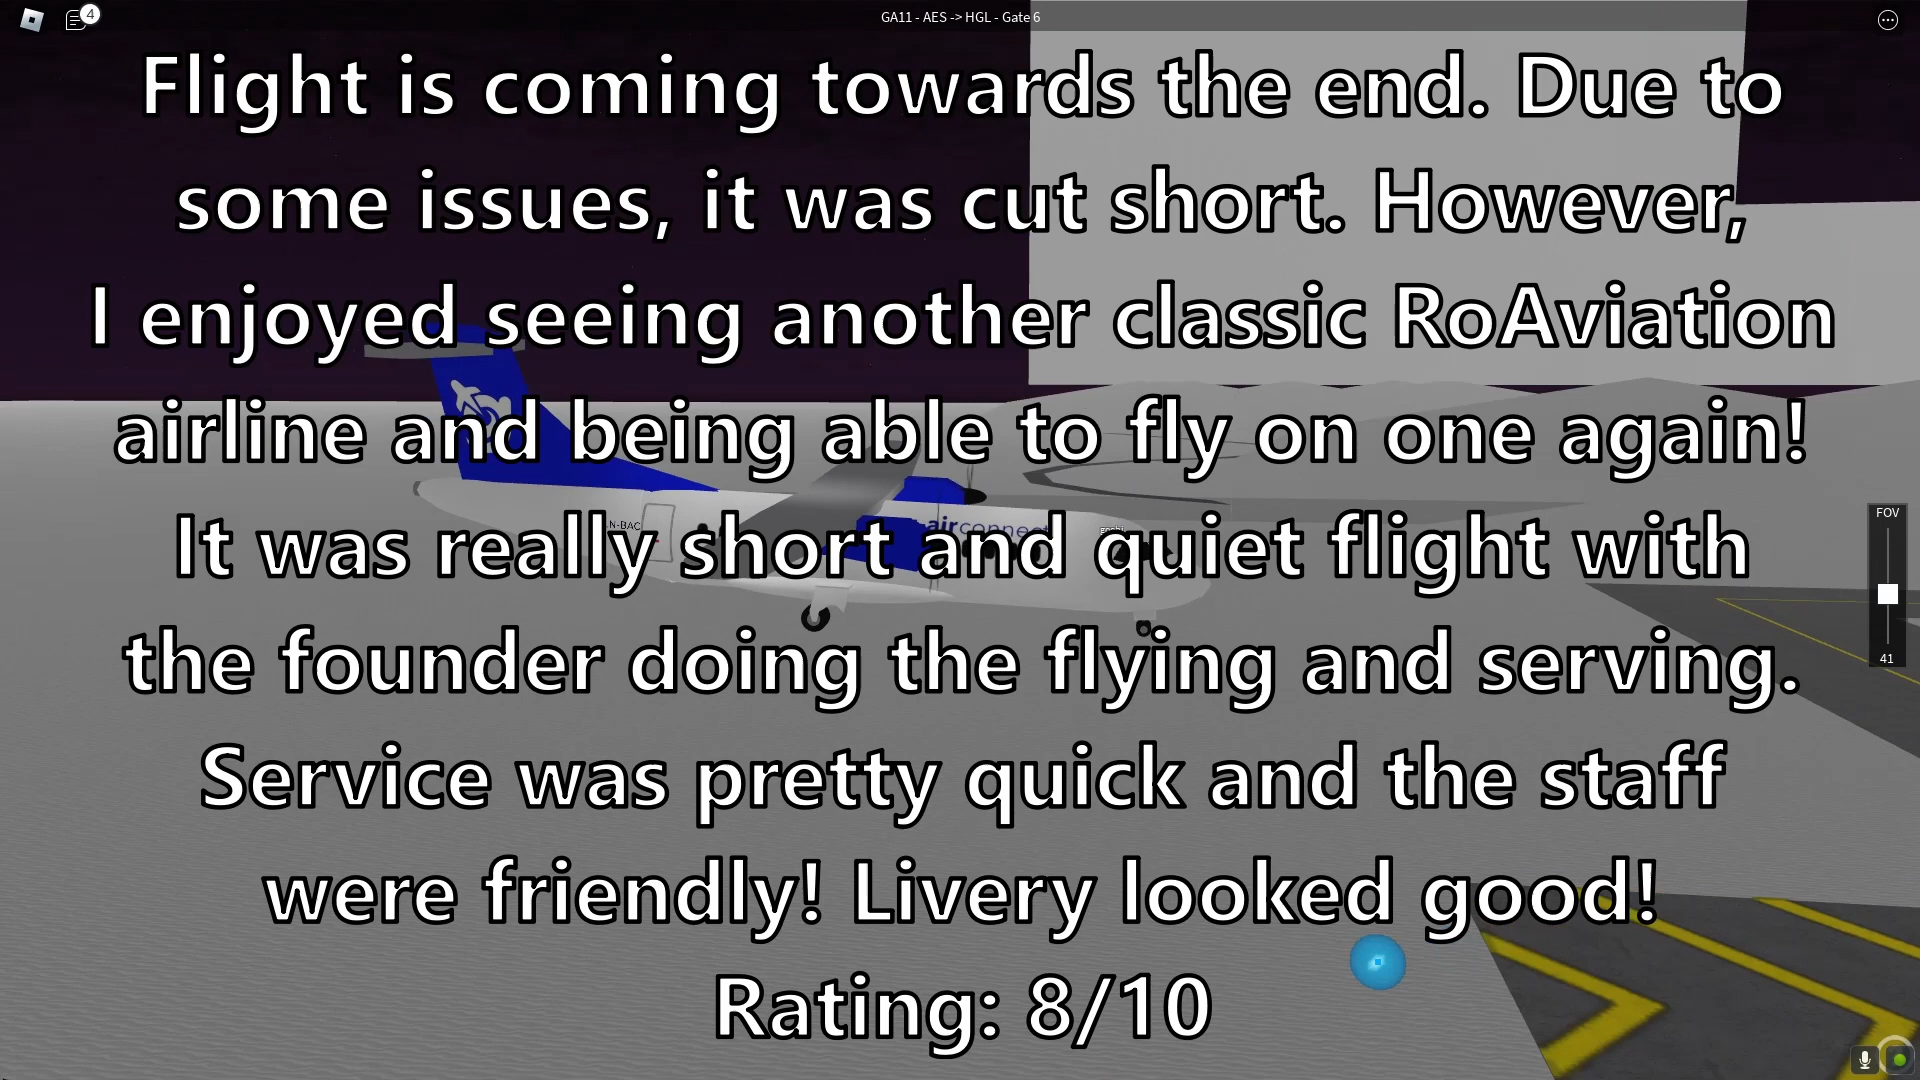 4
GA11 - AES -> HGL - Gate 6
Flight is coming towards the end. Due to
some issues, it was cut short. However,
I enjoyed seeing another classic RoAviation
airline and being able to fly on one again!
It was really short and quiet flight with
the founder doing the flying and serving.
Service was pretty quick and the staff
were friendly! Livery looked good!
Rating: 8/10
N-BAC
airconnect
FOV
41